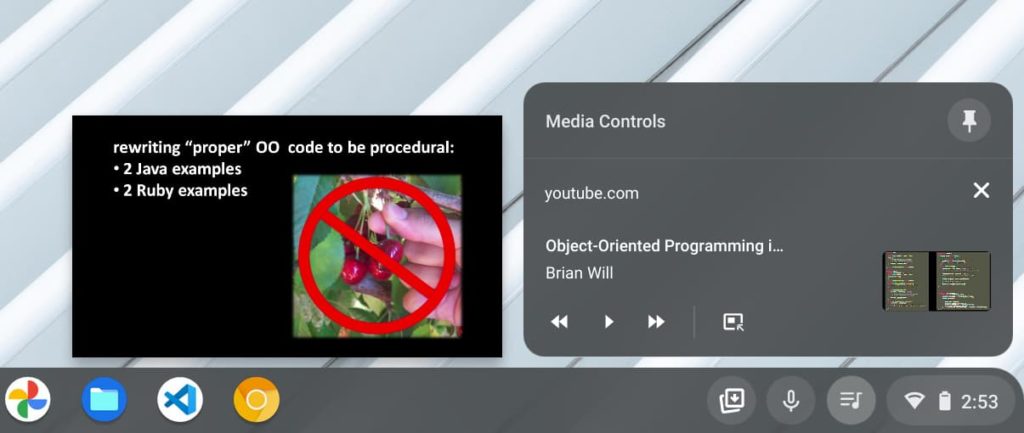 rewriting “proper” OO code to be procedural:
• 2 Java examples
• 2 Ruby examples
Media Controls
youtube.com
Object-Oriented Programming i...
Brian Will
2:53